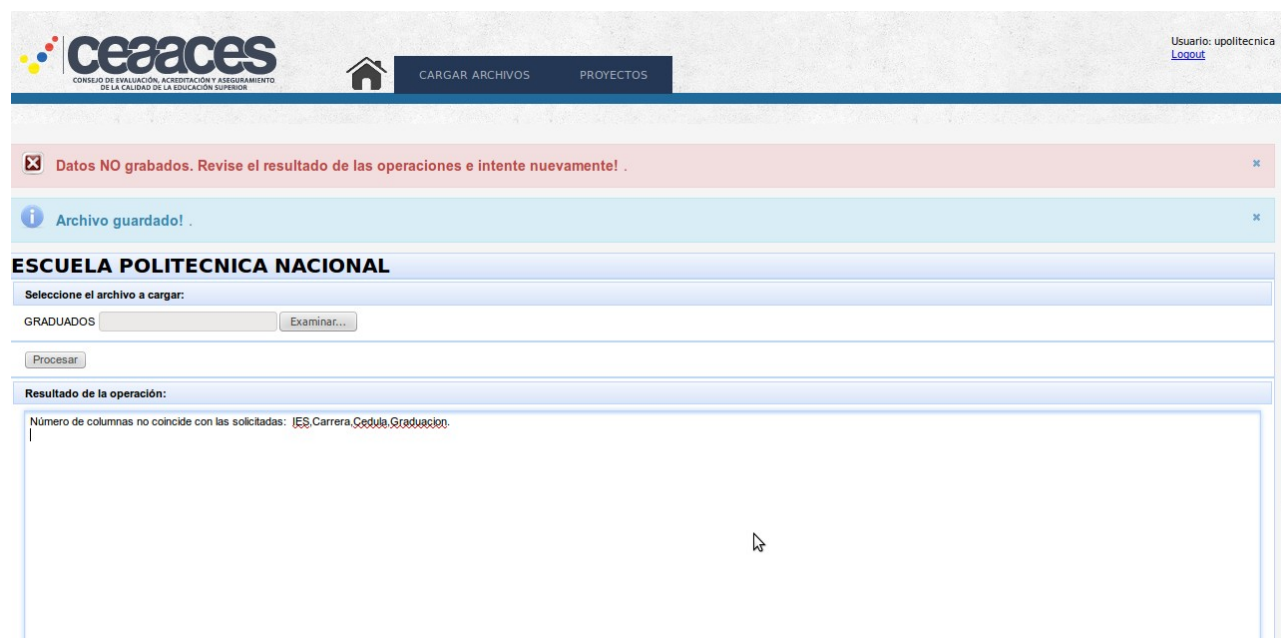 ceaaces
CONSEJO DE EVALUACIÓN, ACREDITACIÓN Y ASEGURAMIENTO
DE LA CALIDAD DE LA EDUCACIÓN SUPERIOR
CARGAR ARCHIVOS PROYECTOS
Usuario: upolitecnica
Logout
Datos NO grabados. Revise el resultado de las operaciones e intente nuevamente! .
Archivo guardado! .
ESCUELA POLITECNICA NACIONAL
Seleccione el archivo a cargar:
GRADUADOS Examinar...
Procesar
Resultado de la operación:
Número de columnas no coincide con las solicitadas: IES,Carrera,Cedula,Graduacion.